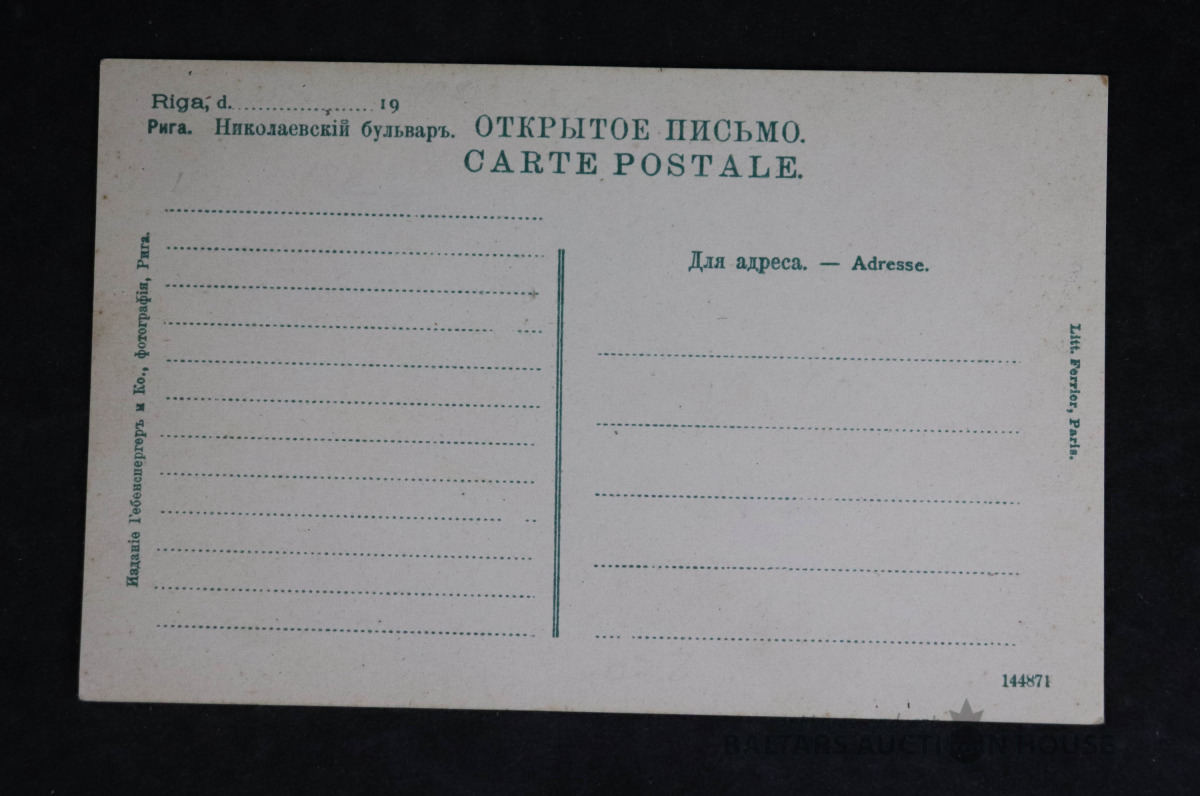 Riga, d. .................... 19
Рига. Николаевскій бульваръ.
ОТКРЫТОЕ ПИСЬМО.
CARTE POSTALE.
Для адреса. — Adresse.
Изданіе Гебенспергеръ и Ко., фотографія, Рига.
Litt. Ferrier, Paris.
144871
BALTARS AUCTION HOUSE